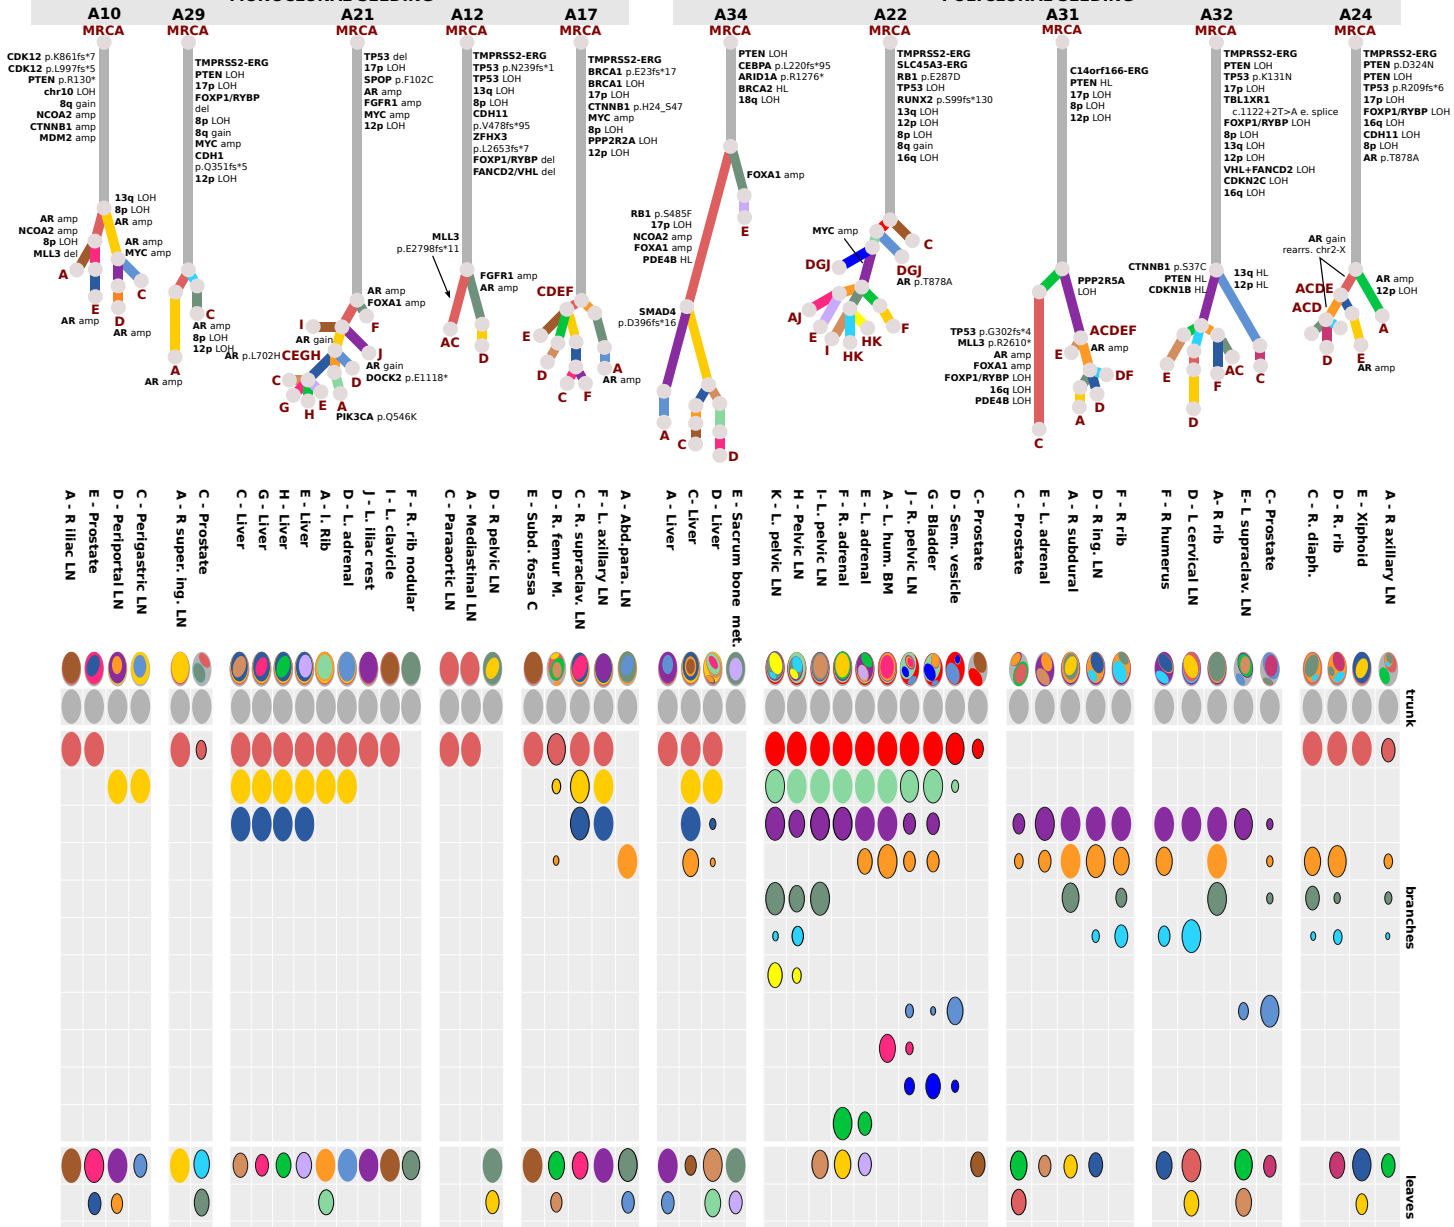 A10
MRCA
CDK12 p.K861fs*7
CDK12 p.L997fs*5
PTEN p.R130*
chr10 LOH
8q gain
NCOA2 amp
CTNNB1 amp
MDM2 amp
13q LOH
8p LOH
AR amp
AR amp
NCOA2 amp
8p LOH
MLL3 del
AR amp
MYC amp
A
E
AR amp
D
AR amp
C
A29
MRCA
TMPRSS2-ERG
PTEN LOH
17p LOH
FOXP1/RYBP
del
8p LOH
8q gain
MYC amp
CDH1
p.Q351fs*5
12p LOH
C
AR amp
8p LOH
12p LOH
A
AR amp
A21
MRCA
TP53 del
17p LOH
SPOP p.F102C
AR amp
FGFR1 amp
MYC amp
12p LOH
AR amp
FOXA1 amp
I
F
AR gain
AR p.L702H
CEGH
J
AR gain
DOCK2 p.E1118*
D
C
G
H
E
A
PIK3CA p.Q546K
A12
MRCA
TMPRSS2-ERG
TP53 p.N239fs*1
TP53 LOH
13q LOH
8p LOH
CDH11
p.V478fs*95
ZFHX3
p.L2653fs*7
FOXP1/RYBP del
FANCD2/VHL del
MLL3
p.E2798fs*11
FGFR1 amp
AR amp
AC
D
A17
MRCA
TMPRSS2-ERG
BRCA1 p.E23fs*17
BRCA1 LOH
17p LOH
CTNNB1 p.H24_S47
MYC amp
8p LOH
PPP2R2A LOH
12p LOH
CDEF
E
D
C
F
A
AR amp
A34
MRCA
PTEN LOH
CEBPA p.L220fs*95
ARID1A p.R1276*
BRCA2 HL
18q LOH
FOXA1 amp
E
RB1 p.S485F
17p LOH
NCOA2 amp
FOXA1 amp
PDE4B HL
SMAD4
p.D396fs*16
A
C
D
A22
MRCA
TMPRSS2-ERG
SLC45A3-ERG
RB1 p.E287D
TP53 LOH
RUNX2 p.S99fs*130
13q LOH
12p LOH
8p LOH
8q gain
16q LOH
MYC amp
C
DGJ
DGJ
AR p.T878A
AJ
E
I
HK
HK
F
A31
MRCA
C14orf166-ERG
PTEN HL
17p LOH
8p LOH
12p LOH
PPP2R5A
LOH
TP53 p.G302fs*4
MLL3 p.R2610*
AR amp
FOXA1 amp
FOXP1/RYBP LOH
16q LOH
PDE4B LOH
C
ACDEF
AR amp
E
DF
D
A
A32
MRCA
TMPRSS2-ERG
PTEN LOH
TP53 p.K131N
17p LOH
TBL1XR1
c.1122+2T>A e. splice
FOXP1/RYBP LOH
8p LOH
13q LOH
12p LOH
VHL+FANCD2 LOH
CDKN2C LOH
16q LOH
CTNNB1 p.S37C
PTEN HL
CDKN1B HL
13q HL
12p HL
E
D
F
AC
C
A24
MRCA
TMPRSS2-ERG
PTEN p.D324N
PTEN LOH
TP53 p.R209fs*6
17p LOH
FOXP1/RYBP LOH
16q LOH
CDH11 LOH
8p LOH
AR p.T878A
AR gain
rearrs. chr2-X
ACDE
ACD
AR amp
12p LOH
A
C
D
E
AR amp
A - R iliac LN
E - Prostate
D - Periportal LN
C - Perigastric LN
A - R super. ing. LN
C - Prostate
C - Liver
G - Liver
H - Liver
E - Liver
A - l. Rib
D - L. adrenal
J - L. iliac rest
I - L. clavicle
F - R. rib nodular
C - Paraaortic LN
A - Mediastinal LN
D - R pelvic LN
E - Subd. fossa C
D - R. femur M.
C - R. supraclav. LN
F - L. axillary LN
A - Abd.para. LN
A - Liver
C- Liver
D - Liver
E - Sacrum bone met.
K - L. pelvic LN
H - Pelvic LN
I- L. pelvic LN
F - R. adrenal
E - L. adrenal
A - L. hum. BM
J - R. pelvic LN
G - Bladder
D - Sem. vesicle
C- Prostate
C - Prostate
E - L. adrenal
A - R subdural
D - R ing. LN
F - R rib
F - R humerus
D - L cervical LN
A- R rib
E- L supraclav. LN
C- Prostate
C - R. diaph.
D - R. rib
E - Xiphoid
A - R axillary LN
trunk
branches
leaves